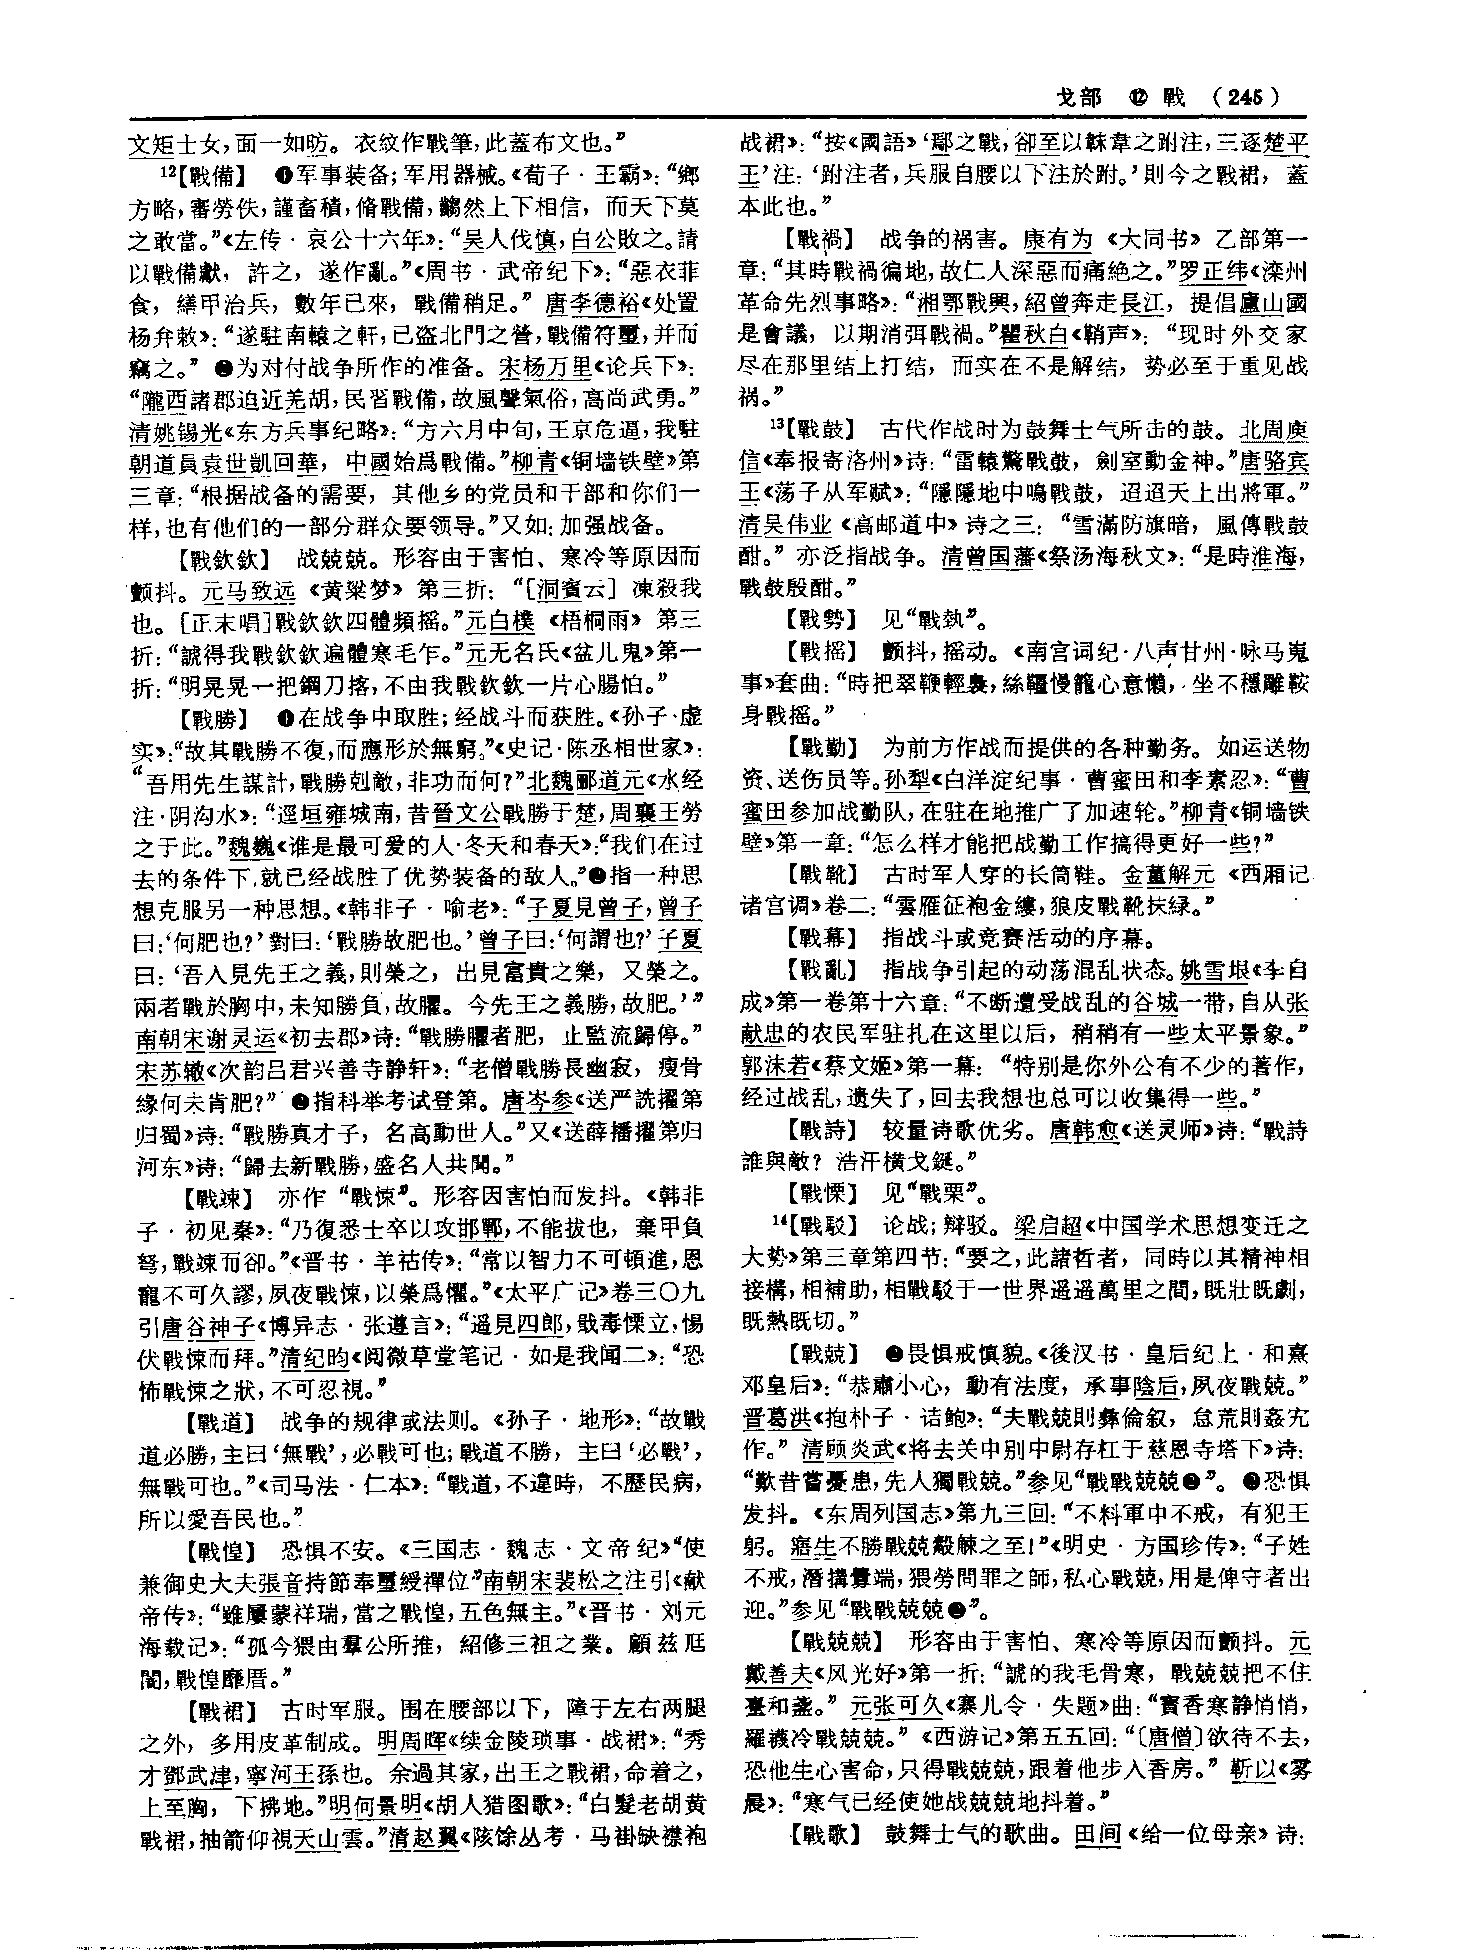 戈部 ⑫ 戰 （245）
文矩士女，面一如昉。衣紋作戰筆，此蓋布文也。”
12【戰備】 ❶军事装备；军用器械。《荀子·王霸》：“鄉
方略，審勞佚，謹畜積，脩戰備，齺然上下相信，而天下莫
之敢當。”《左传·哀公十六年》：“吴人伐慎，白公敗之。請
以戰備獻，許之，遂作亂。”《周书·武帝纪下》：“惡衣菲
食，繕甲治兵，數年已來，戰備稍足。”唐李德裕《处置
杨弁敕》：“遂駐南轅之軒，已盗北門之營，戰備符璽，并而
竊之。”❷为对付战争所作的准备。宋杨万里《论兵下》：
“隴西諸郡迫近羌胡，民習戰備，故風聲氣俗，高尚武勇。”
清姚锡光《东方兵事纪略》：“方六月中旬，王京危逼，我駐
朝道員袁世凱回華，中國始爲戰備。”柳青《铜墙铁壁》第
三章：“根据战备的需要，其他乡的党员和干部和你们一
样，也有他们的一部分群众要领导。”又如：加强战备。
【戰欽欽】 战兢兢。形容由于害怕、寒冷等原因而
颤抖。元马致远《黄粱梦》第三折：“［洞賓云］凍殺我
也。［正末唱］戰欽欽四體頻摇。”元白樸《梧桐雨》第三
折：“諕得我戰欽欽遍體寒毛乍。”元无名氏《盆儿鬼》第一
折：“明晃晃一把鋼刀掿，不由我戰欽欽一片心腸怕。”
【戰勝】 ❶在战争中取胜；经战斗而获胜。《孙子·虚
实》：“故其戰勝不復，而應形於無窮。”《史记·陈丞相世家》：
“吾用先生謀計，戰勝剋敵，非功而何？”北魏郦道元《水经
注·阴沟水》：“逕垣雍城南，昔晉文公戰勝于楚，周襄王勞
之于此。”魏巍《谁是最可爱的人·冬天和春天》：“我们在过
去的条件下，就已经战胜了优势装备的敌人。”❷指一种思
想克服另一种思想。《韩非子·喻老》：“子夏見曾子，曾子
曰：‘何肥也？’對曰：‘戰勝故肥也。’曾子曰：‘何謂也？’子夏
曰：‘吾入見先王之義，則榮之，出見富貴之樂，又榮之。
兩者戰於胸中，未知勝負，故臞。今先王之義勝，故肥。’”
南朝宋谢灵运《初去郡》诗：“戰勝臞者肥，止監流歸停。”
宋苏辙《次韵吕君兴善寺静轩》：“老僧戰勝長幽寂，瘦骨
緣何未肯肥？”❸指科举考试登第。唐岑参《送严詵擢第
归蜀》诗：“戰勝真才子，名高動世人。”又《送薛播擢第归
河东》诗：“歸去新戰勝，盛名人共聞。”
【戰竦】 亦作“戰悚”。形容因害怕而发抖。《韩非
子·初见秦》：“乃復悉士卒以攻邯鄲，不能拔也，棄甲負
弩，戰竦而卻。”《晋书·羊祜传》：“常以智力不可頓進，恩
寵不可久謬，夙夜戰悚，以榮爲懼。”《太平广记》卷三〇九
引唐谷神子《博异志·张遵言》：“遥見四郎，戢毒慄立，惕
伏戰悚而拜。”清纪昀《阅微草堂笔记·如是我闻二》：“恐
怖戰悚之狀，不可忍視。”
【戰道】 战争的规律或法则。《孙子·地形》：“故戰
道必勝，主曰‘無戰’，必戰可也；戰道不勝，主曰‘必戰’，
無戰可也。”《司马法·仁本》：“戰道，不違時，不歷民病，
所以愛吾民也。”
【戰惶】 恐惧不安。《三国志·魏志·文帝纪》“使
兼御史大夫張音持節奉璽綬禪位”南朝宋裴松之注引《献
帝传》：“雖屢蒙祥瑞，當之戰惶，五色無主。”《晋书·刘元
海载记》：“孤今猥由羣公所推，紹修三祖之業。顧兹尫
闇，戰惶靡厝。”
【戰裙】 古时军服。围在腰部以下，障于左右两腿
之外，多用皮革制成。明周晖《续金陵琐事·战裙》：“秀
才鄧武津，寧河王孫也。余過其家，出王之戰裙，命着之，
上至胸，下拂地。”明何景明《胡人猎图歌》：“白髮老胡黄
戰裙，抽箭仰視天山雲。”清赵翼《陔馀丛考·马褂缺襟袍
战裙》：“按《國語》‘鄢之戰，卻至以韎韋之跗注，三逐楚平
王’注：‘跗注者，兵服自腰以下注於跗。’則今之戰裙，蓋
本此也。”
【戰禍】 战争的祸害。康有为《大同书》乙部第一
章：“其時戰禍徧地，故仁人深惡而痛絶之。”罗正纬《滦州
革命先烈事略》：“湘鄂戰興，紹曾奔走長江，提倡廬山國
是會議，以期消弭戰禍。”瞿秋白《鞘声》：“现时外交家
尽在那里结上打结，而实在不是解结，势必至于重见战
祸。”
13【戰鼓】 古代作战时为鼓舞士气所击的鼓。北周庾
信《奉报寄洛州》诗：“雷轅驚戰鼓，劍室動金神。”唐骆宾
王《荡子从军赋》：“隱隱地中鳴戰鼓，迢迢天上出將軍。”
清吴伟业《高邮道中》诗之三：“雪滿防旗暗，風傳戰鼓
酣。”亦泛指战争。清曾国藩《祭汤海秋文》：“是時淮海，
戰鼓殷酣。”
【戰勢】 见“戰執”。
【戰摇】 颤抖，摇动。《南宫词纪·八声甘州·咏马嵬
事》套曲：“時把翠鞭輕裊，絲韁慢籠心意懶，坐不穩雕鞍
身戰摇。”
【戰勤】 为前方作战而提供的各种勤务。如运送物
资、送伤员等。孙犁《白洋淀纪事·曹蜜田和李素忍》：“曹
蜜田参加战勤队，在驻在地推广了加速轮。”柳青《铜墙铁
壁》第一章：“怎么样才能把战勤工作搞得更好一些？”
【戰靴】 古时军人穿的长筒鞋。金董解元《西厢记
诸宫调》卷二：“雲雁征袍金縷，狼皮戰靴抹緑。”
【戰幕】 指战斗或竞赛活动的序幕。
【戰亂】 指战争引起的动荡混乱状态。姚雪垠《李自
成》第一卷第十六章：“不断遭受战乱的谷城一带，自从张
献忠的农民军驻扎在这里以后，稍稍有一些太平景象。”
郭沫若《蔡文姬》第一幕：“特别是你外公有不少的著作，
经过战乱，遗失了，回去我想也总可以收集得一些。”
【戰詩】 较量诗歌优劣。唐韩愈《送灵师》诗：“戰詩
誰與敵？浩汗横戈鋋。”
【戰慄】 见“戰栗”。
14【戰駁】 论战；辩驳。梁启超《中国学术思想变迁之
大势》第三章第四节：“要之，此諸哲者，同時以其精神相
接構，相補助，相戰駁于一世界遥遥萬里之間，既壯既劇，
既熱既切。”
【戰兢】 ❶畏惧戒慎貌。《後汉书·皇后纪上·和熹
邓皇后》：“恭肅小心，動有法度，承事陰后，夙夜戰兢。”
晋葛洪《抱朴子·诘鲍》：“夫戰兢則彝倫叙，怠荒則姦宄
作。”清顾炎武《将去关中别中尉存杠于慈恩寺塔下》诗：
“歎昔當憂患，先人獨戰兢。”参见“戰戰兢兢❶”。❷恐惧
发抖。《东周列国志》第九三回：“不料軍中不戒，有犯王
躬。寤生不勝戰兢觳觫之至！”《明史·方国珍传》：“子姓
不戒，潛搆釁端，猥勞問罪之師，私心戰兢，用是俾守者出
迎。”参见“戰戰兢兢❷”。
【戰兢兢】 形容由于害怕、寒冷等原因而颤抖。元
戴善夫《风光好》第一折：“諕的我毛骨寒，戰兢兢把不住
臺和盞。”元张可久《寨儿令·失题》曲：“寶香寒静悄悄，
羅襪冷戰兢兢。”《西游记》第五五回：“〔唐僧〕欲待不去，
恐他生心害命，只得戰兢兢，跟着他步入香房。”靳以《雾
晨》：“寒气已经使她战兢兢地抖着。”
【戰歌】 鼓舞士气的歌曲。田间《给一位母亲》诗：